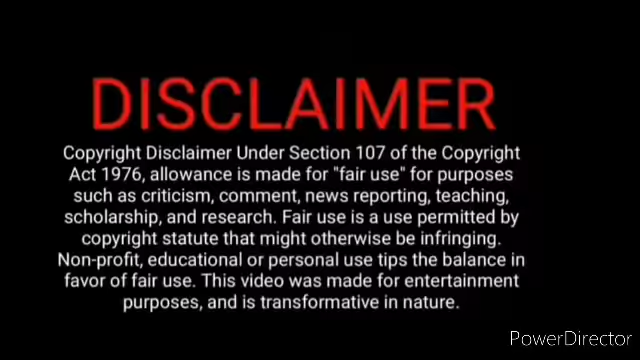 DISCLAIMER
Copyright Disclaimer Under Section 107 of the Copyright
Act 1976, allowance is made for "fair use" for purposes
such as criticism, comment, news reporting, teaching,
scholarship, and research. Fair use is a use permitted by
copyright statute that might otherwise be infringing.
Non-profit, educational or personal use tips the balance in
favor of fair use. This video was made for entertainment
purposes, and is transformative in nature.
PowerDirector